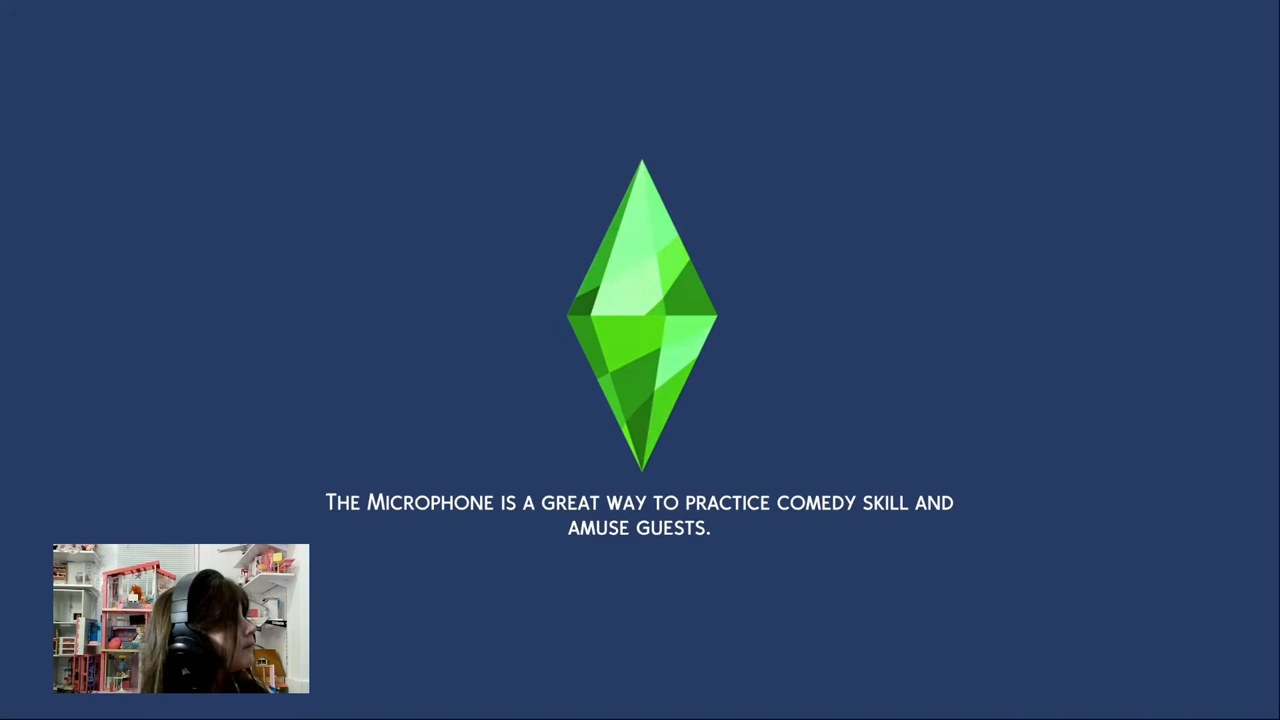 The Microphone is a great way to practice comedy skill and
amuse guests.